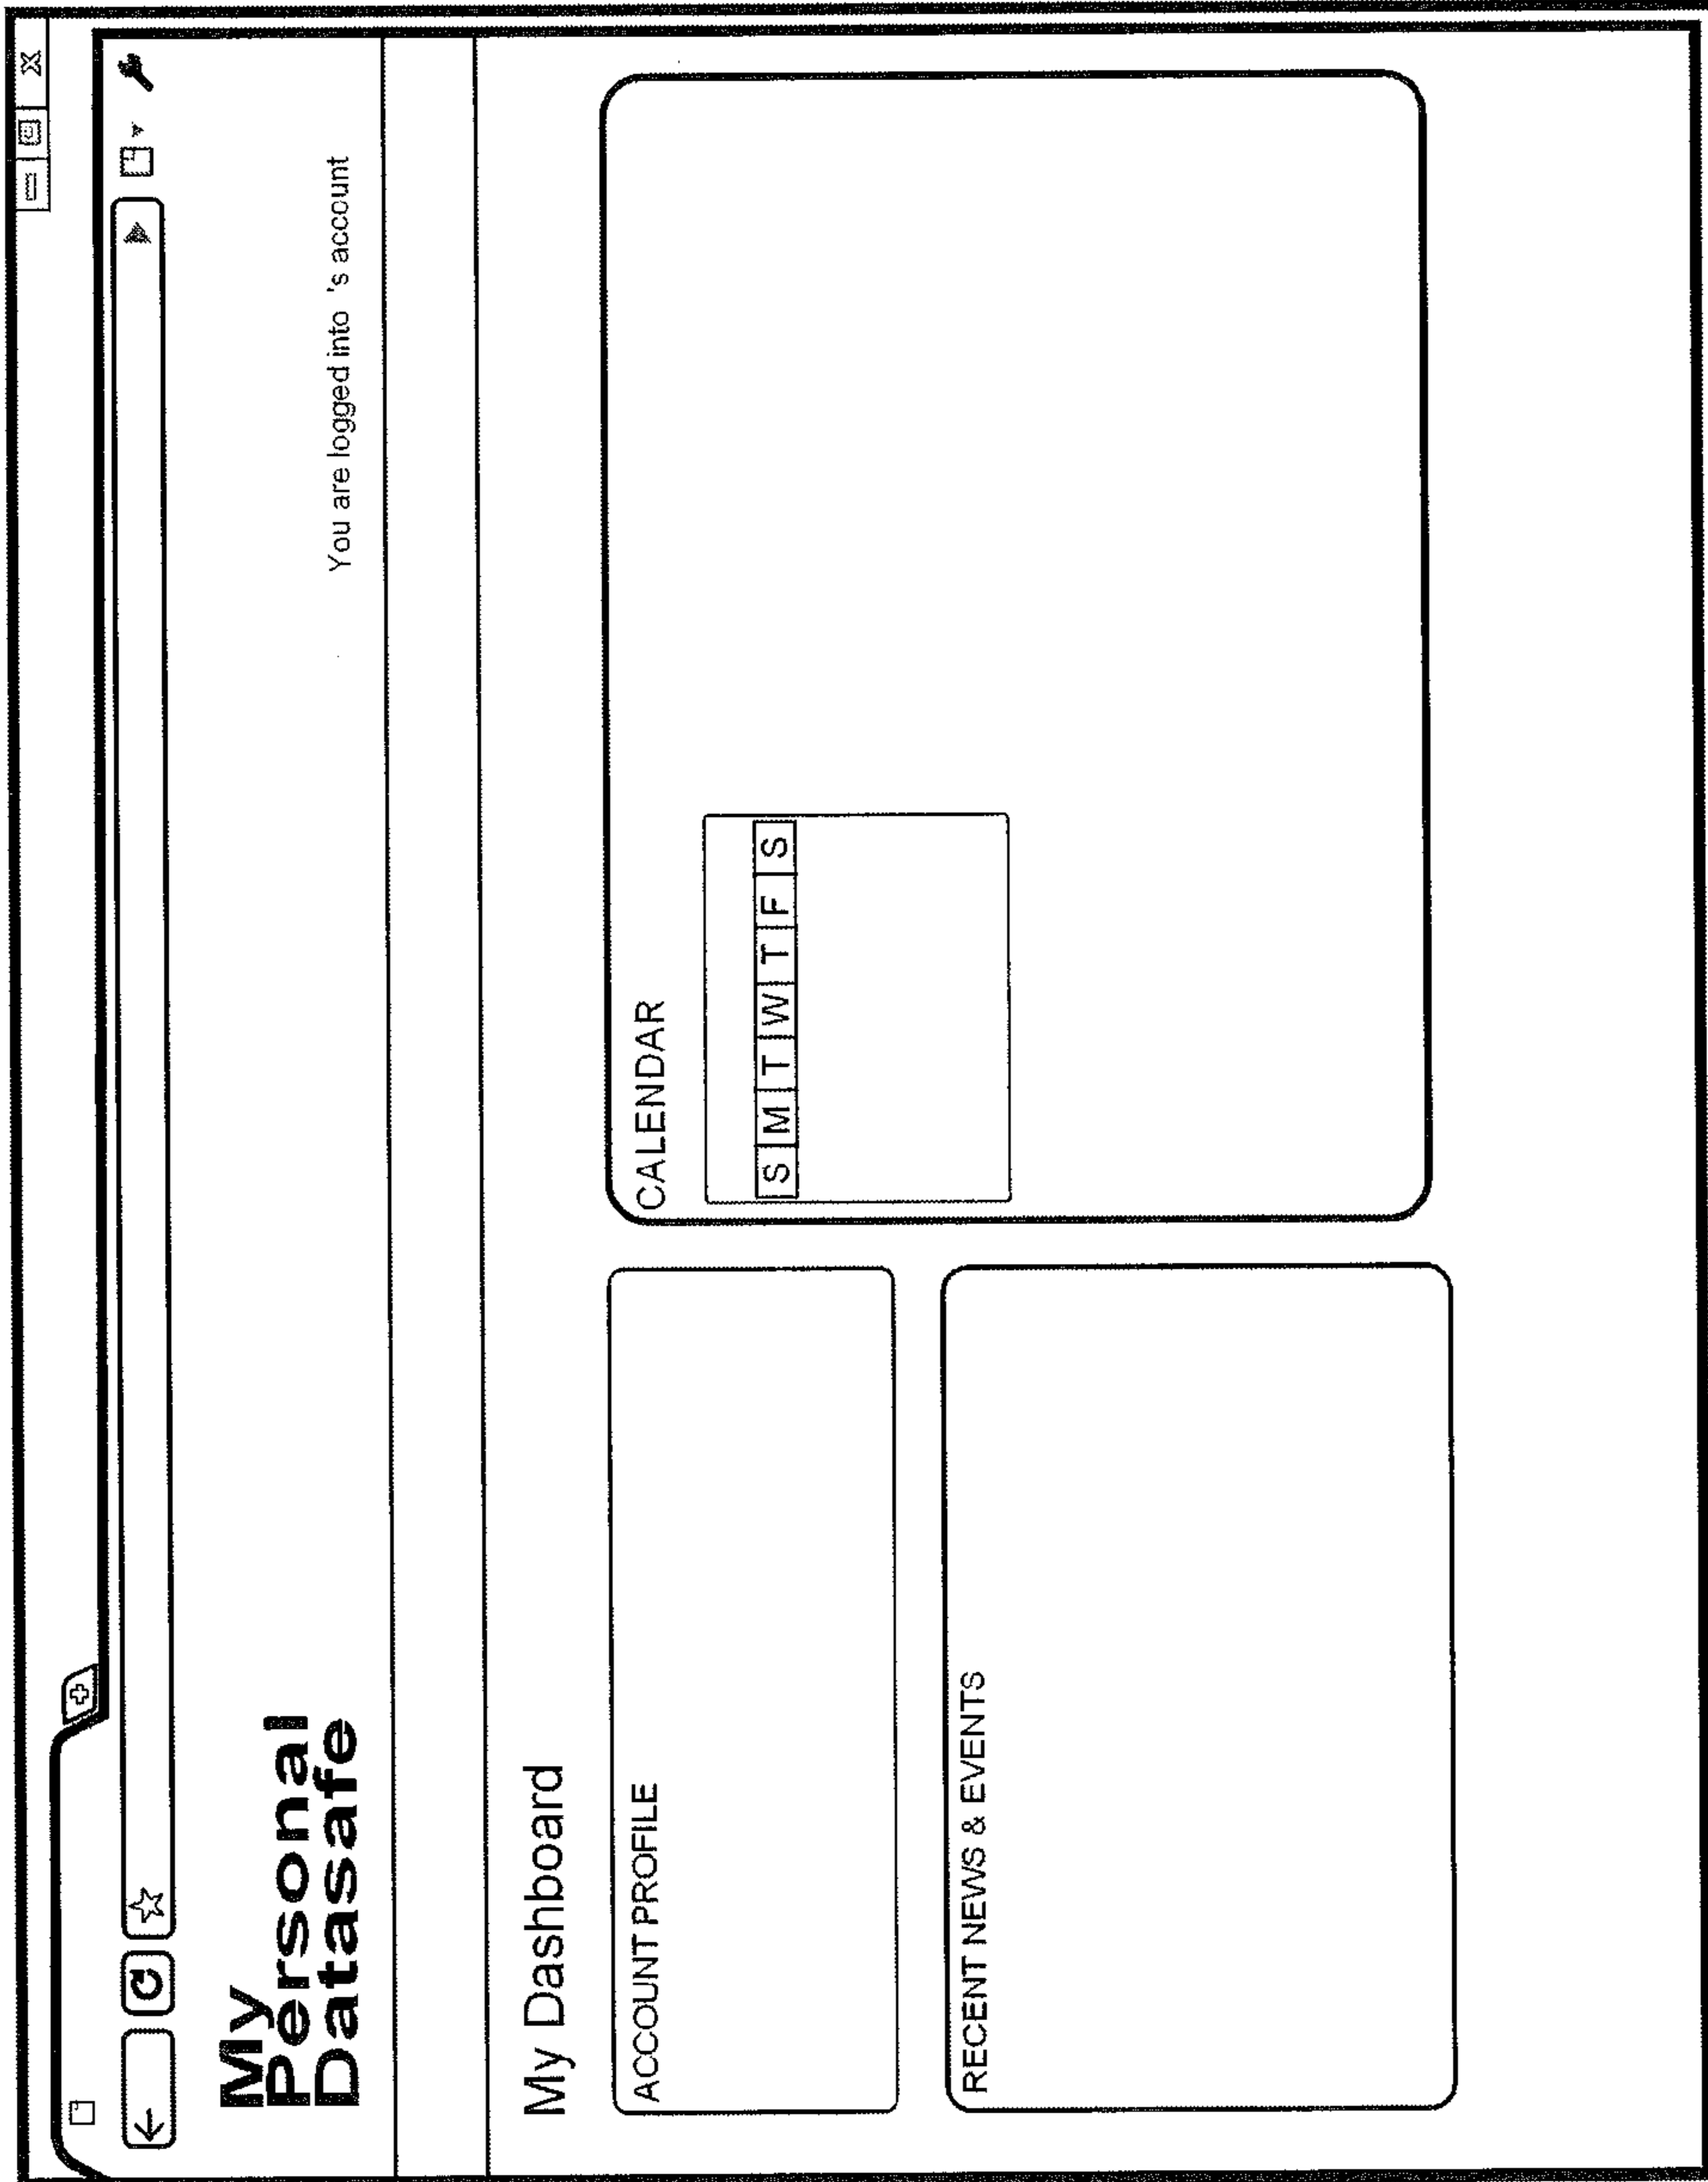 X
My
Personal
Datasafe
You are logged into 's account
My Dashboard
ACCOUNT PROFILE
CALENDAR
S M T W T F S
RECENT NEWS & EVENTS